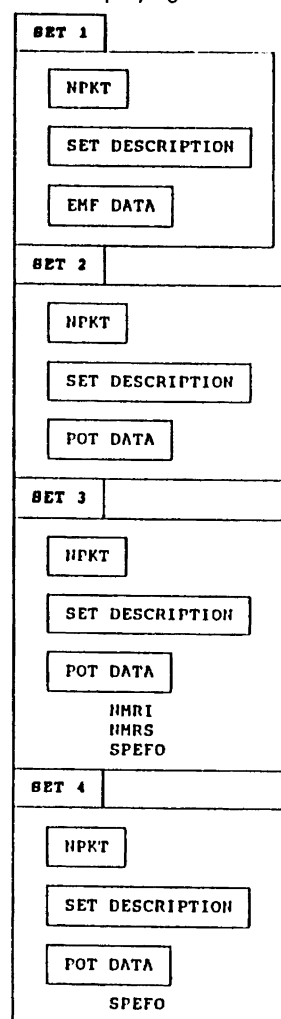 SET 1
NPKT
SET DESCRIPTION
EMF DATA
SET 2
NPKT
SET DESCRIPTION
POT DATA
SET 3
NPKT
SET DESCRIPTION
POT DATA
NMRI
NMRS
SPEFO
SET 4
NPKT
SET DESCRIPTION
POT DATA
SPEFO